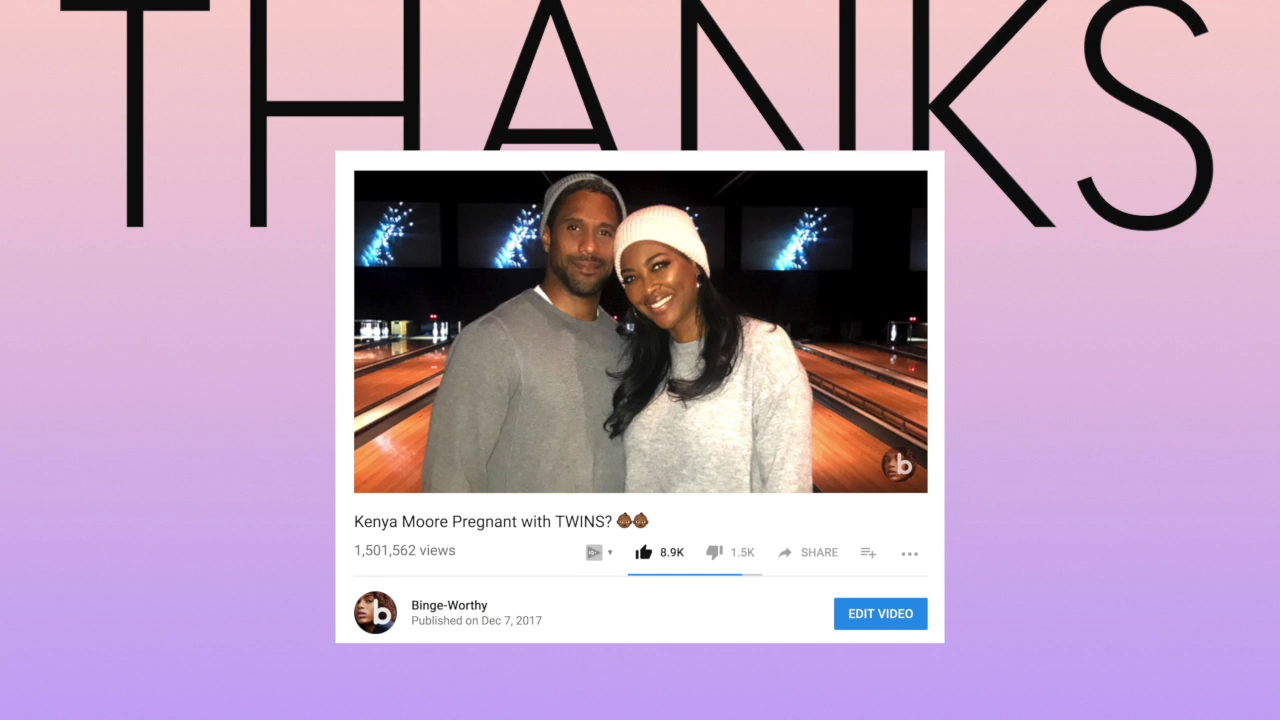 THANKS
b
Kenya Moore Pregnant with TWINS? 👶🏾👶🏾
1,501,562 views
8.9K
1.5K
SHARE
b
Binge-Worthy
Published on Dec 7, 2017
EDIT VIDEO